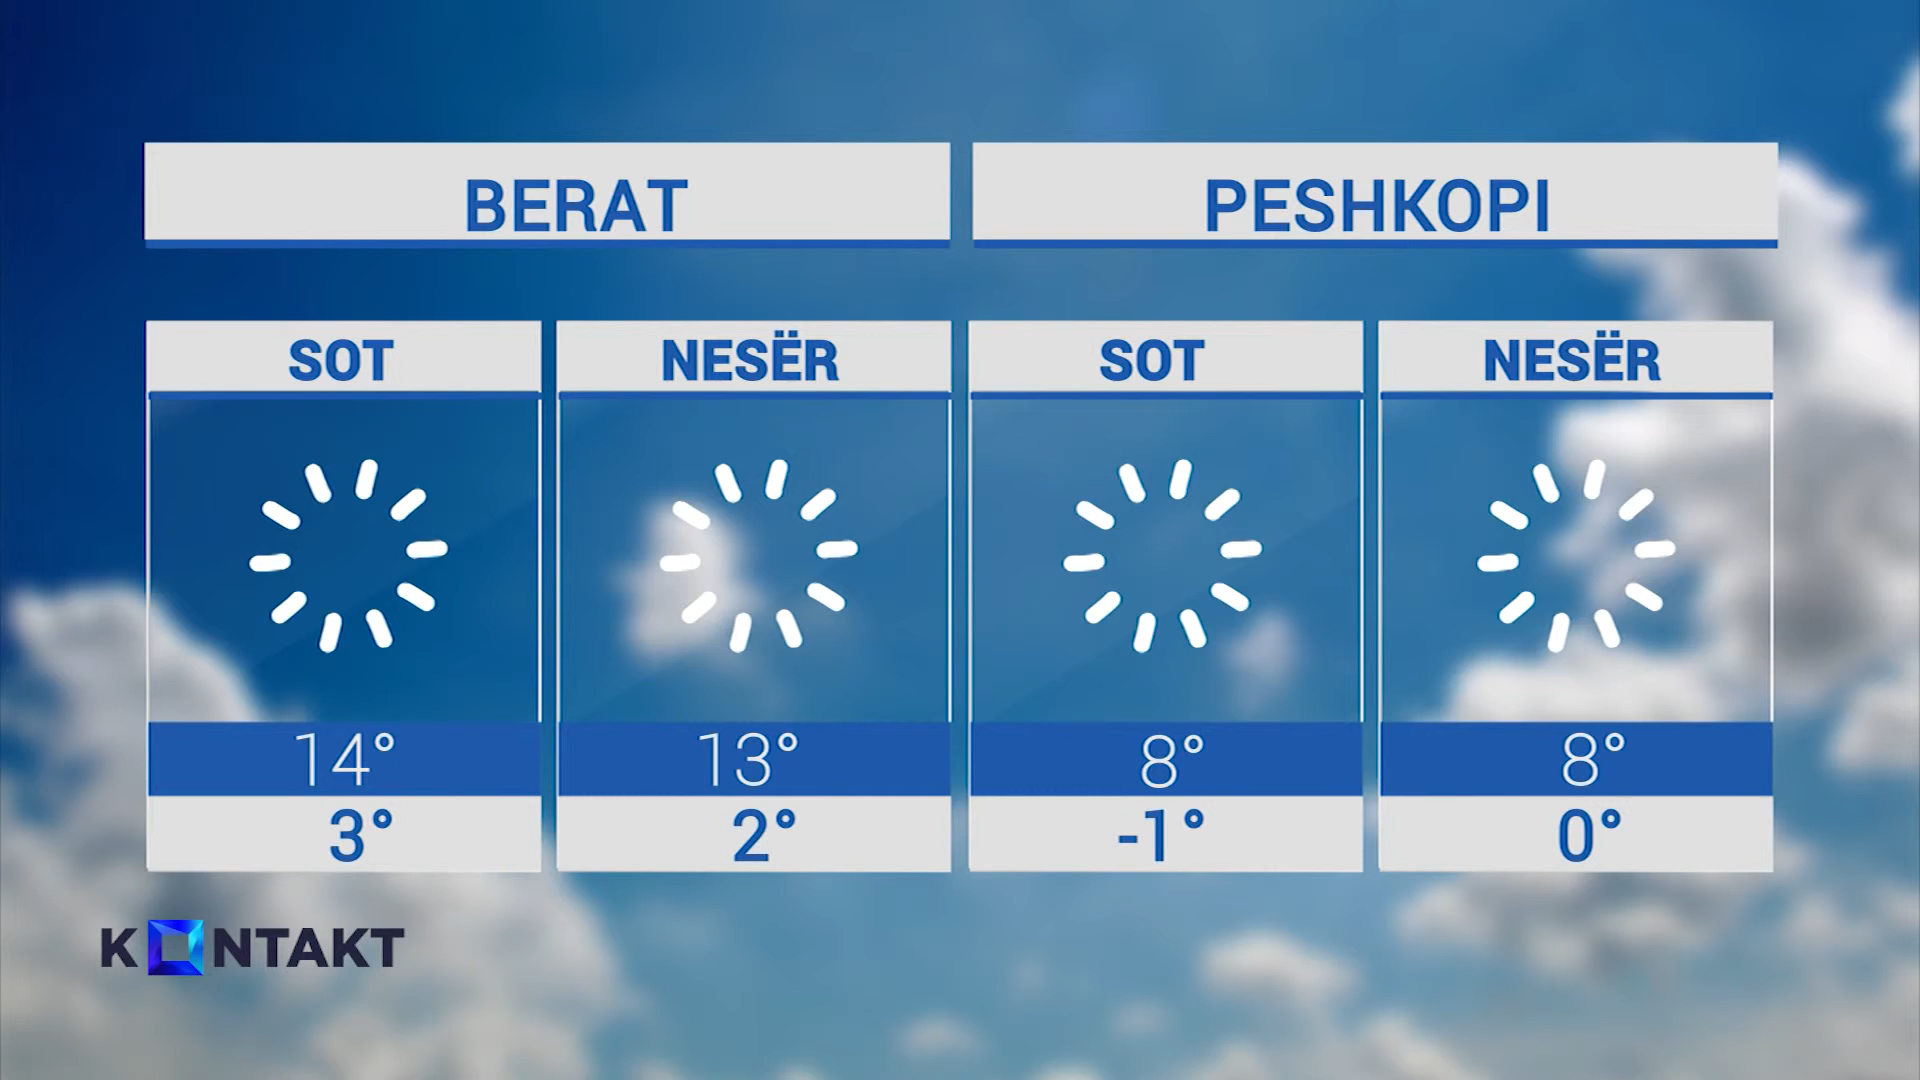 BERAT
PESHKOPI
SOT
NESËR
SOT
NESËR
14°
13°
8°
8°
3°
2°
-1°
0°
KONTAKT